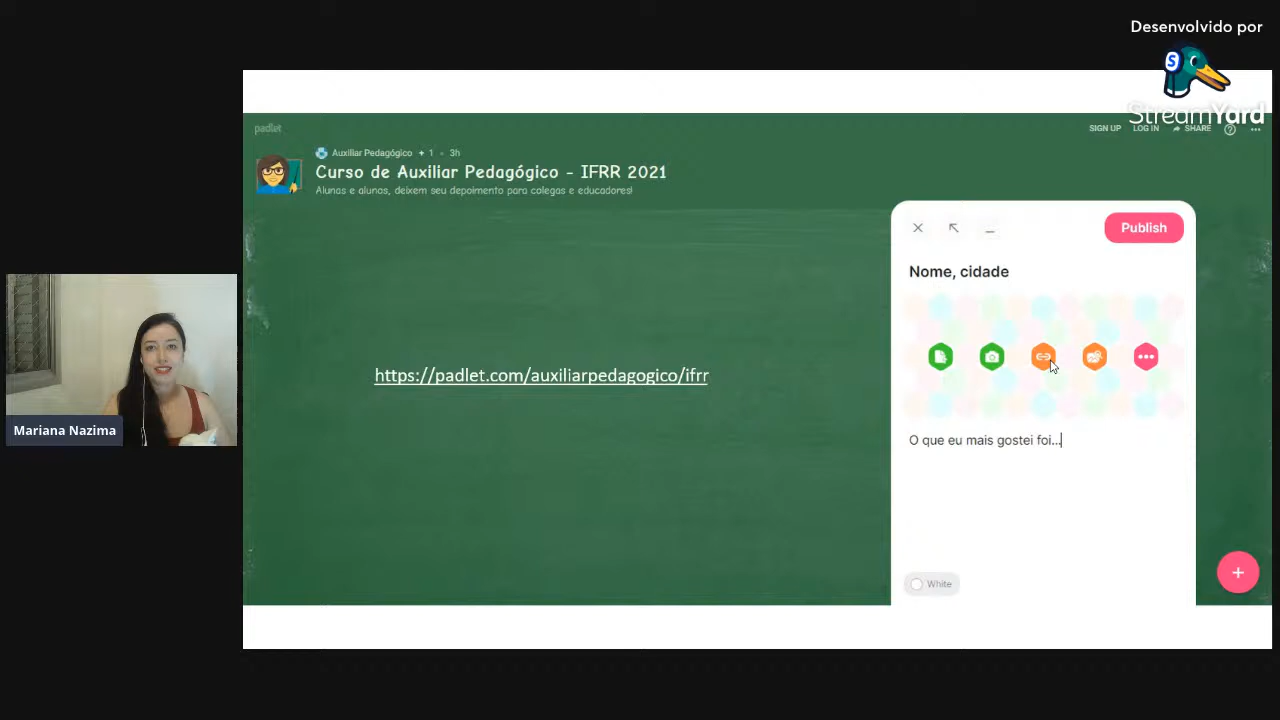 Desenvolvido por
S
StreamYard
padlet
SIGN UP
LOG IN
SHARE
Auxiliar Pedagógico + 1 • 3h
Curso de Auxiliar Pedagógico - IFRR 2021
Alunas e alunos, deixem seu depoimento para colegas e educadores!
Publish
Nome, cidade
https://padlet.com/auxiliarpedagogico/ifrr
O que eu mais gostei foi...
Mariana Nazima
White